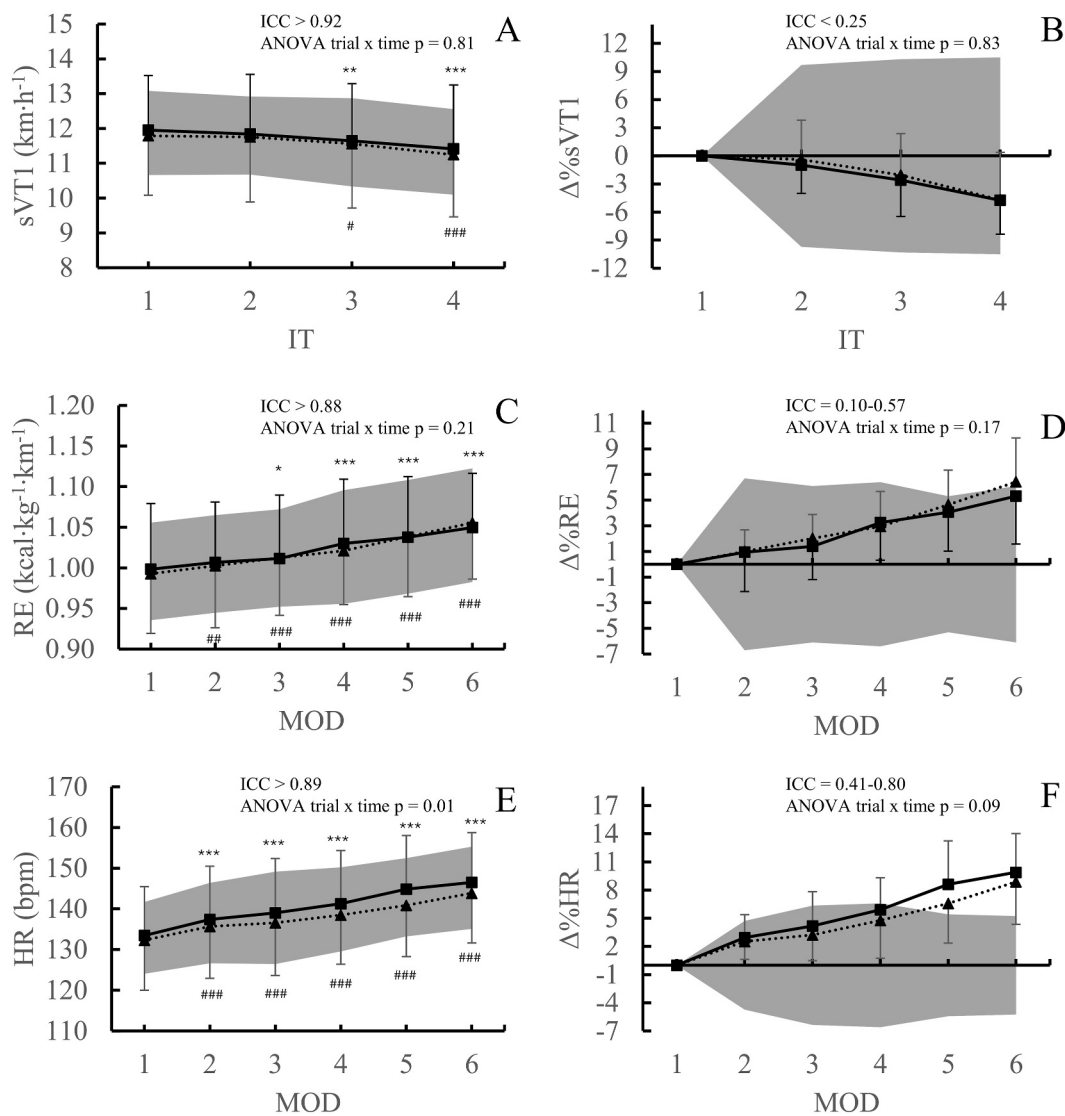 ICC > 0.92
ANOVA trial x time p = 0.81
A
sVT1 (km·h-1)
15
14
13
12
11
10
9
8
**
***
#
###
1 2 3 4
IT
ICC < 0.25
ANOVA trial x time p = 0.83
B
Δ%sVT1
12
9
6
3
0
-3
-6
-9
-12
1 2 3 4
IT
ICC > 0.88
ANOVA trial x time p = 0.21
C
RE (kcal·kg-1·km-1)
1.20
1.15
1.10
1.05
1.00
0.95
0.90
* *** *** ***
## ### ### ### ###
1 2 3 4 5 6
MOD
ICC = 0.10-0.57
ANOVA trial x time p = 0.17
D
Δ%RE
11
9
7
5
3
1
-1
-3
-5
-7
1 2 3 4 5 6
MOD
ICC > 0.89
ANOVA trial x time p = 0.01
E
HR (bpm)
170
160
150
140
130
120
110
*** *** *** *** ***
### ### ### ### ###
1 2 3 4 5 6
MOD
ICC = 0.41-0.80
ANOVA trial x time p = 0.09
F
Δ%HR
17
14
11
8
5
2
-1
-4
-7
1 2 3 4 5 6
MOD